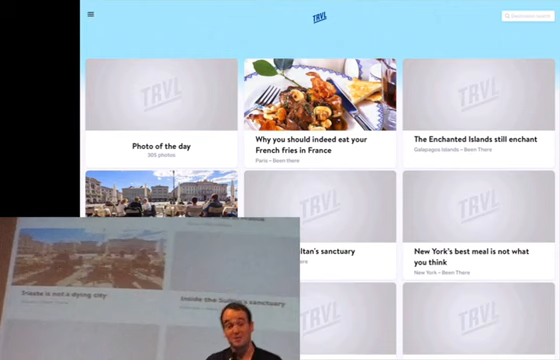 TRVL
TRVL
TRVL
Photo of the day
305 photos
Why you should indeed eat your
French fries in France
Paris • Been there
The Enchanted Islands still enchant
Galapagos Islands • Been There
TRVL
TRVL
ltan's sanctuary
New York's best meal is not what
you think
New York • Been There
TRVL
TRVL
Trieste is not a dying city
Inside the Sultan's sanctuary